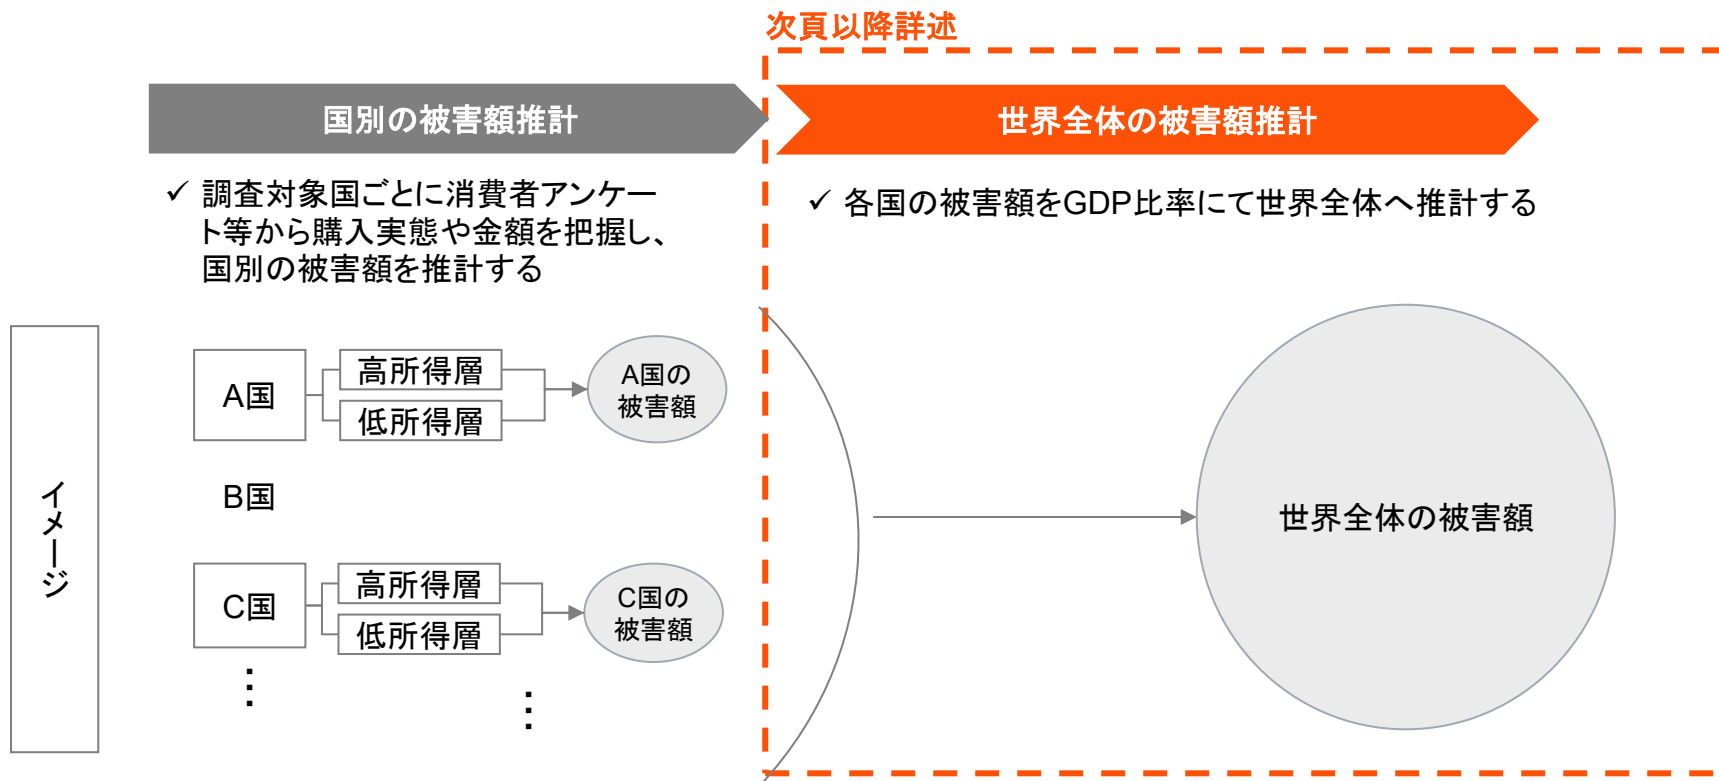 次頁以降詳述
国別の被害額推計
世界全体の被害額推計
✓ 調査対象国ごとに消費者アンケー
ト等から購入実態や金額を把握し、
国別の被害額を推計する
✓ 各国の被害額をGDP比率にて世界全体へ推計する
イメージ
A国
高所得層
低所得層
A国の
被害額
B国
C国
高所得層
低所得層
C国の
被害額
⋮
⋮
世界全体の被害額